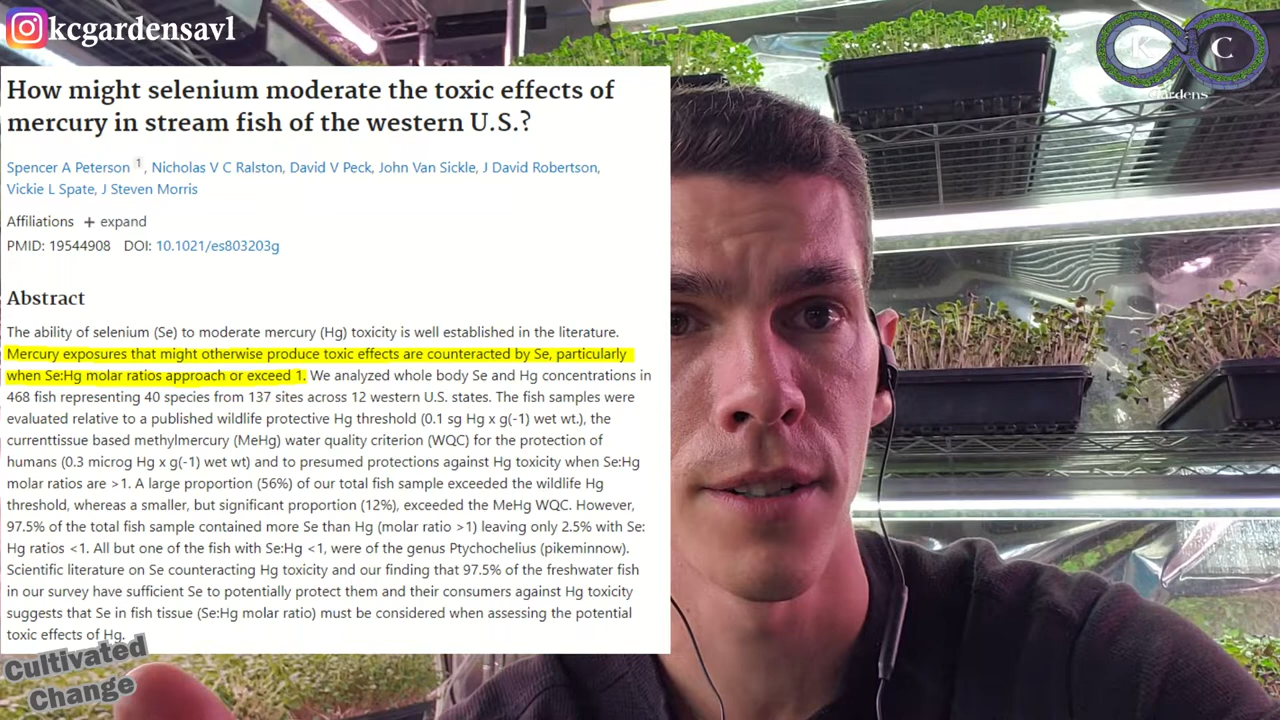 kcgardensavl
K C
Gardens
How might selenium moderate the toxic effects of
mercury in stream fish of the western U.S.?
Spencer A Peterson 1, Nicholas V C Ralston, David V Peck, John Van Sickle, J David Robertson,
Vickie L Spate, J Steven Morris
Affiliations + expand
PMID: 19544908 DOI: 10.1021/es803203g
Abstract
The ability of selenium (Se) to moderate mercury (Hg) toxicity is well established in the literature.
Mercury exposures that might otherwise produce toxic effects are counteracted by Se, particularly
when Se:Hg molar ratios approach or exceed 1. We analyzed whole body Se and Hg concentrations in
468 fish representing 40 species from 137 sites across 12 western U.S. states. The fish samples were
evaluated relative to a published wildlife protective Hg threshold (0.1 sg Hg x g(-1) wet wt.), the
currenttissue based methylmercury (MeHg) water quality criterion (WQC) for the protection of
humans (0.3 microg Hg x g(-1) wet wt) and to presumed protections against Hg toxicity when Se:Hg
molar ratios are >1. A large proportion (56%) of our total fish sample exceeded the wildlife Hg
threshold, whereas a smaller, but significant proportion (12%), exceeded the MeHg WQC. However,
97.5% of the total fish sample contained more Se than Hg (molar ratio >1) leaving only 2.5% with Se:
Hg ratios <1. All but one of the fish with Se:Hg <1, were of the genus Ptychochelius (pikeminnow).
Scientific literature on Se counteracting Hg toxicity and our finding that 97.5% of the freshwater fish
in our survey have sufficient Se to potentially protect them and their consumers against Hg toxicity
suggests that Se in fish tissue (Se:Hg molar ratio) must be considered when assessing the potential
toxic effects of Hg.
Cultivated
Change